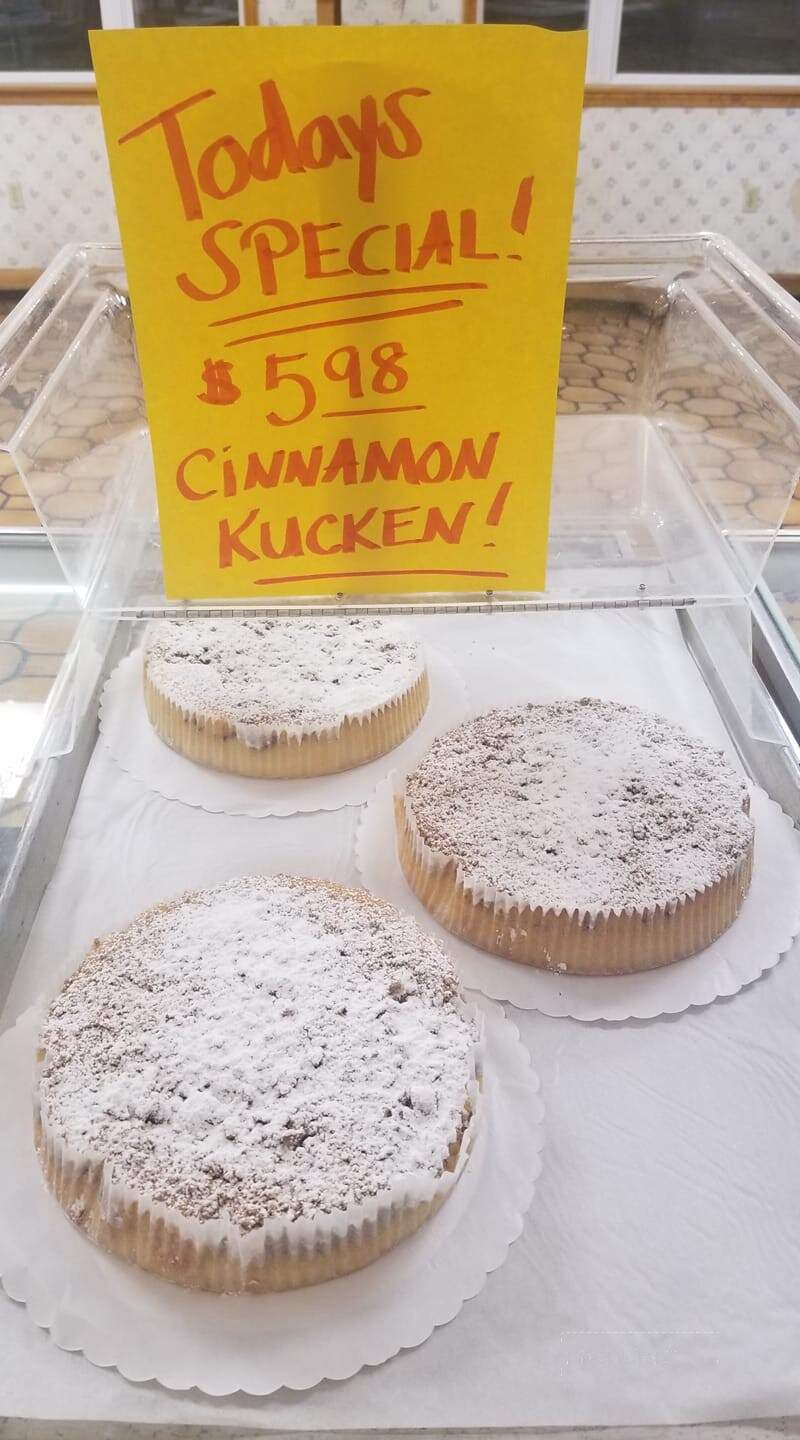 Todays
SPECIAL!
$ 598
CINNAMON
KUCKEN!